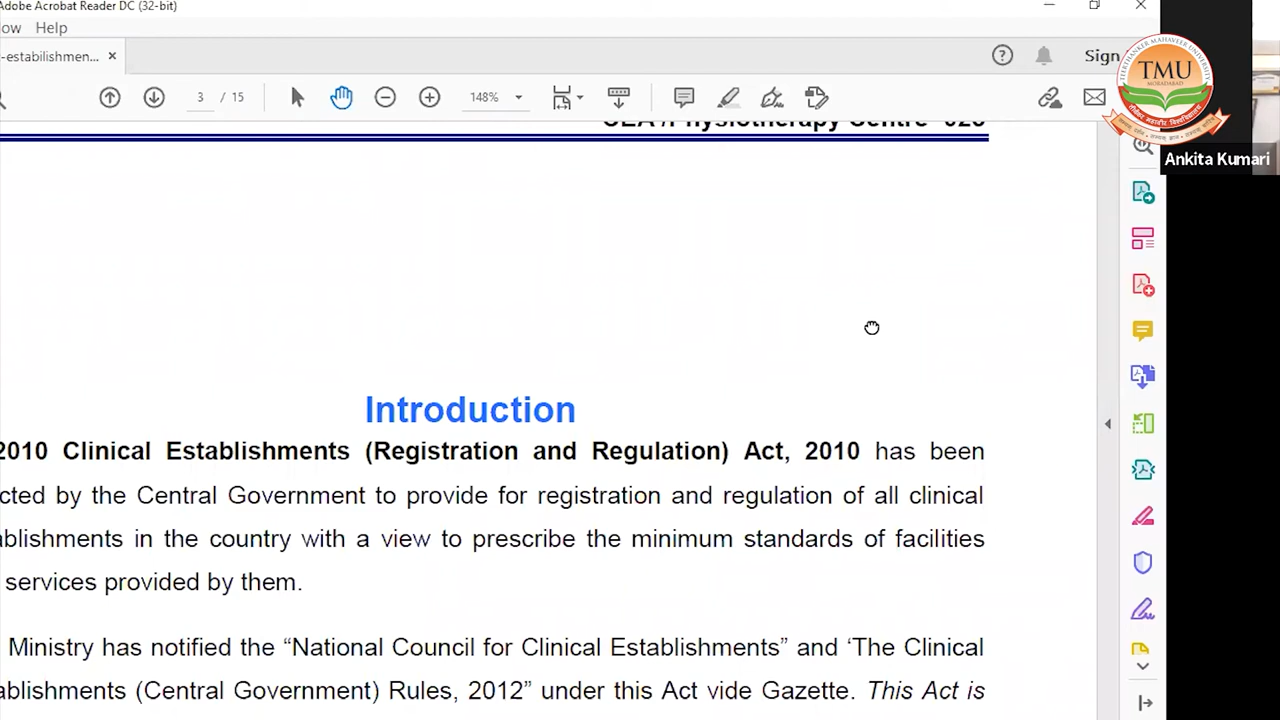 Adobe Acrobat Reader DC (32-bit)
Help
-estabilishmen...
Sign
3 / 15
148%
TMU
MORADABAD
Ankita Kumari
Introduction
2010 Clinical Establishments (Registration and Regulation) Act, 2010 has been
cted by the Central Government to provide for registration and regulation of all clinical
ablishments in the country with a view to prescribe the minimum standards of facilities
services provided by them.
Ministry has notified the “National Council for Clinical Establishments” and ‘The Clinical
ablishments (Central Government) Rules, 2012” under this Act vide Gazette. This Act is